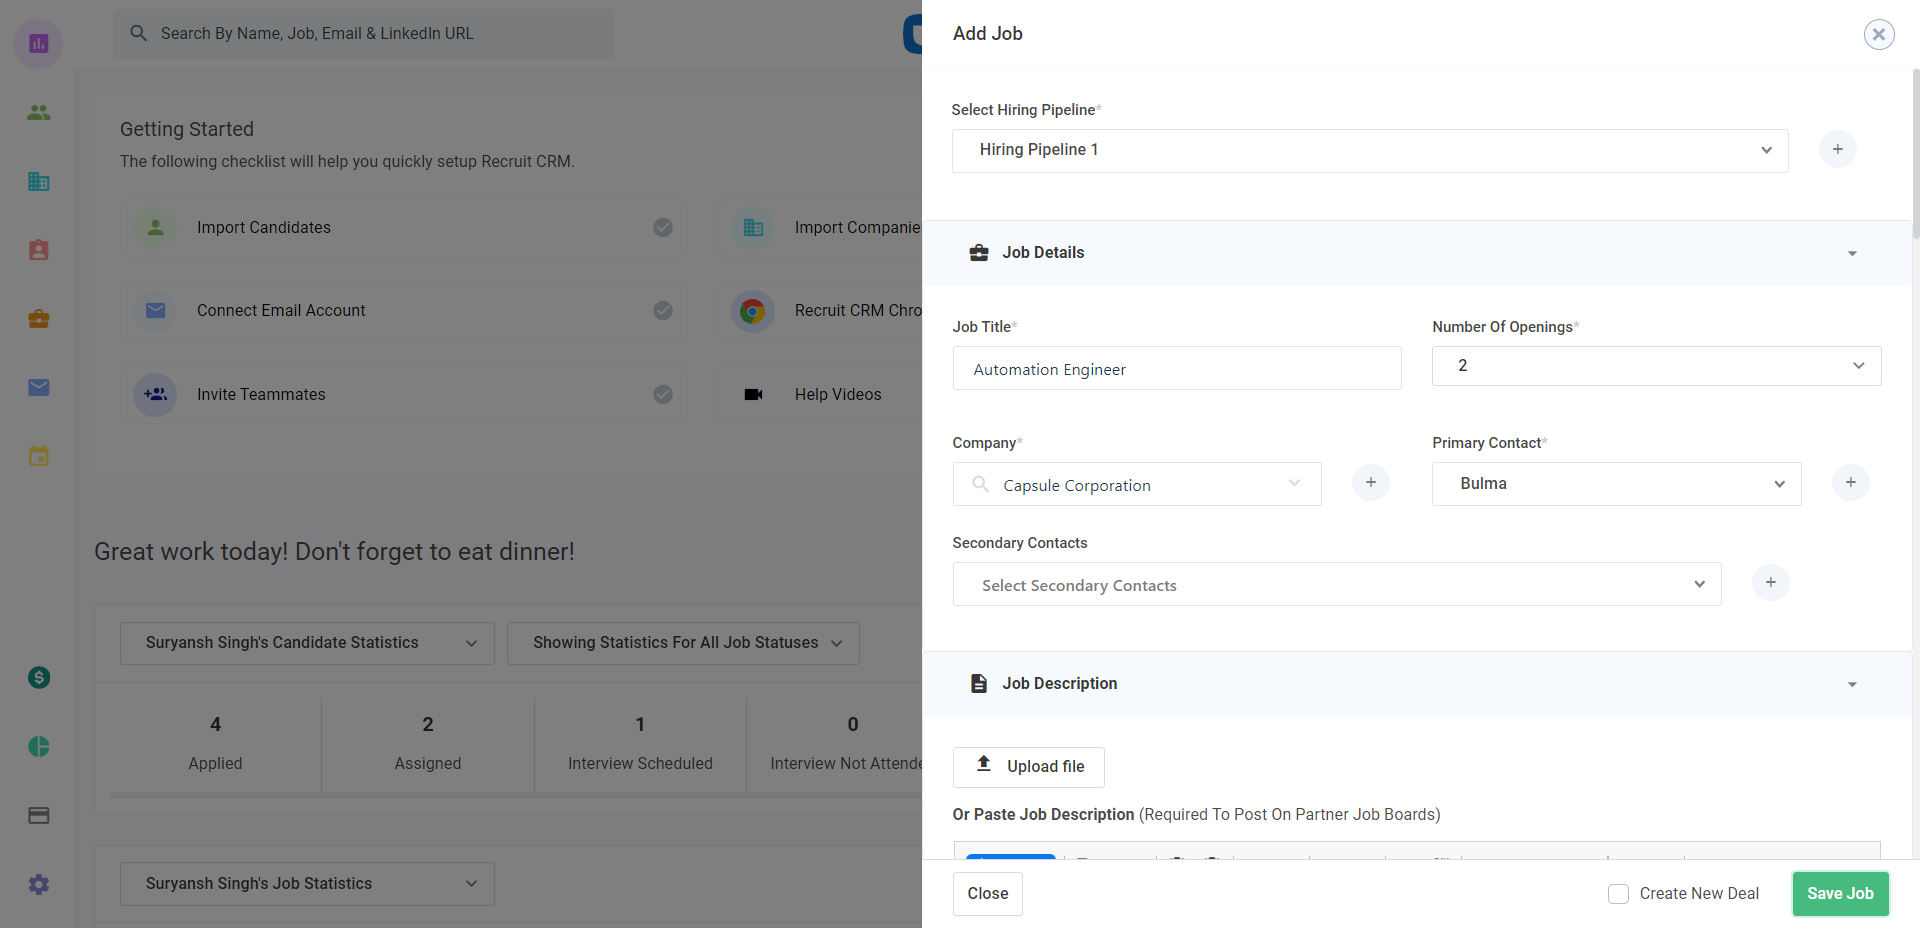 Search By Name, Job, Email & LinkedIn URL
Getting Started
The following checklist will help you quickly setup Recruit CRM.
Import Candidates
Import Companie
Connect Email Account
Recruit CRM Chro
Invite Teammates
Help Videos
Great work today! Don't forget to eat dinner!
Suryansh Singh's Candidate Statistics
Showing Statistics For All Job Statuses
4
Applied
2
Assigned
1
Interview Scheduled
0
Interview Not Attende
Suryansh Singh's Job Statistics
Add Job
Select Hiring Pipeline*
Hiring Pipeline 1
+
Job Details
Job Title*
Automation Engineer
Number Of Openings*
2
Company*
Capsule Corporation
+
Primary Contact*
Bulma
+
Secondary Contacts
Select Secondary Contacts
+
Job Description
Upload file
Or Paste Job Description (Required To Post On Partner Job Boards)
Close
Create New Deal
Save Job